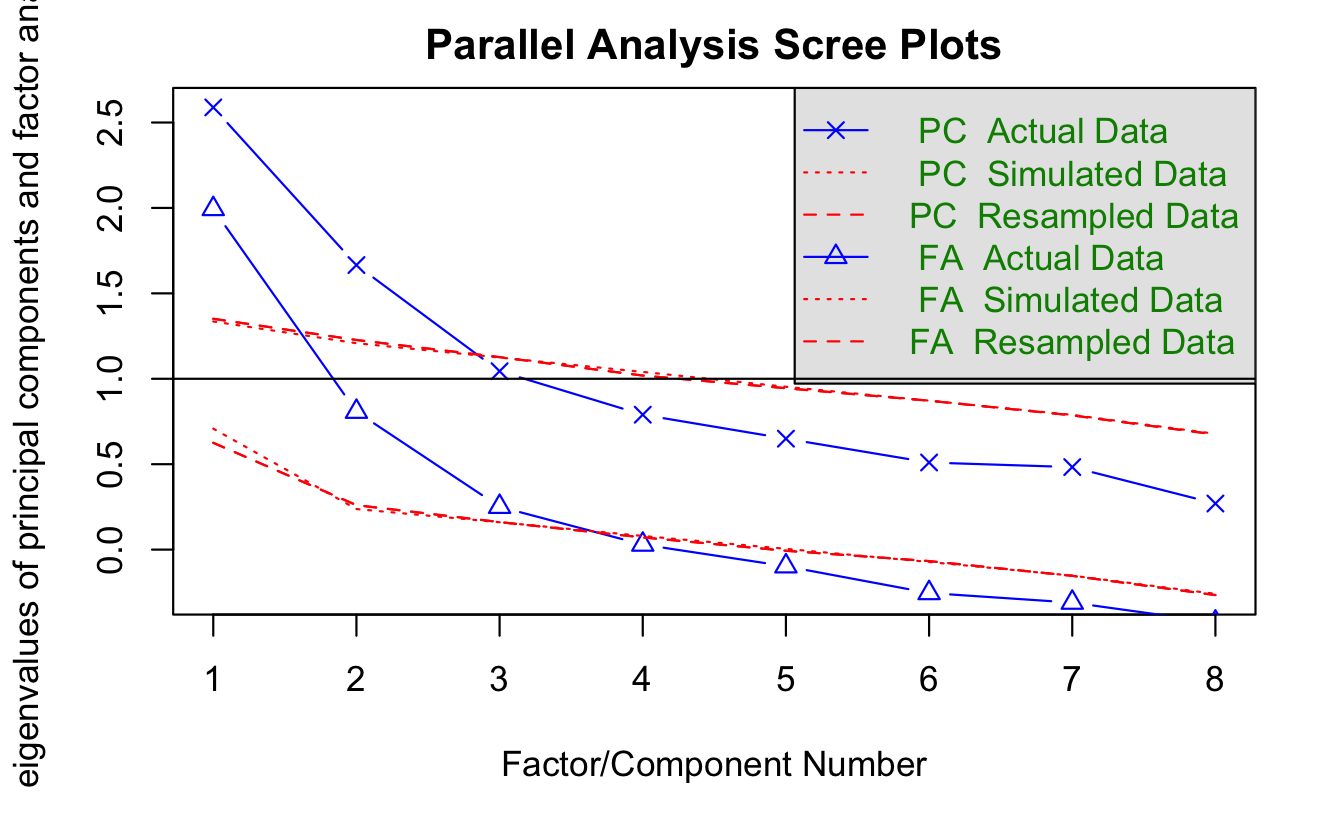 Parallel Analysis Scree Plots
eigenvalues of principal components and factor ana
2.5
2.0
1.5
1.0
0.5
0.0
PC Actual Data
PC Simulated Data
PC Resampled Data
FA Actual Data
FA Simulated Data
FA Resampled Data
1 2 3 4 5 6 7 8
Factor/Component Number